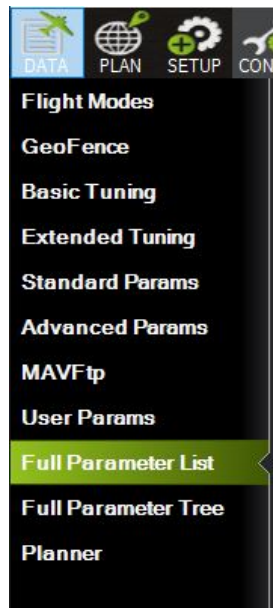 DATA PLAN SETUP CON
Flight Modes
GeoFence
Basic Tuning
Extended Tuning
Standard Params
Advanced Params
MAVFtp
User Params
Full Parameter List
Full Parameter Tree
Planner